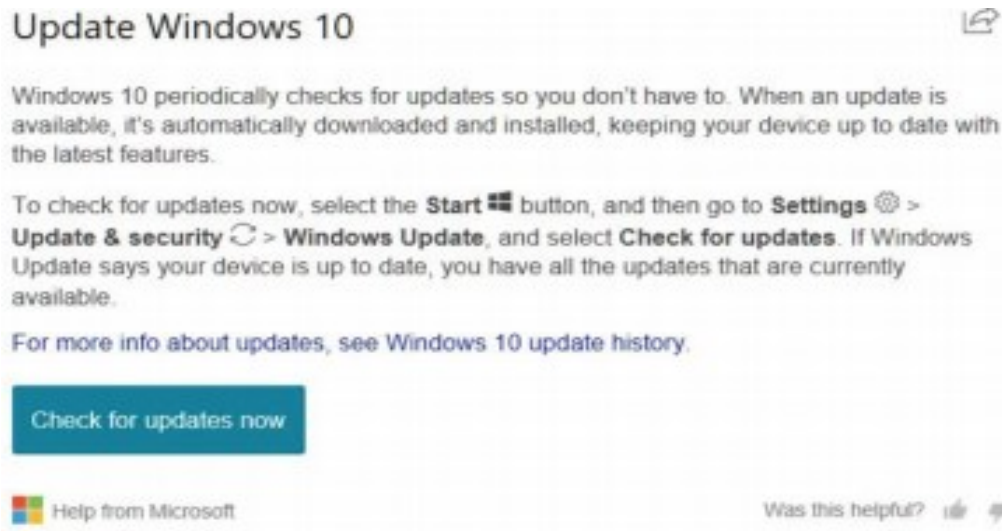 Update Windows 10
Windows 10 periodically checks for updates so you don't have to. When an update is
available, it's automatically downloaded and installed, keeping your device up to date with
the latest features.
To check for updates now, select the Start button, and then go to Settings >
Update & security > Windows Update, and select Check for updates. If Windows
Update says your device is up to date, you have all the updates that are currently
available.
For more info about updates, see Windows 10 update history.
Check for updates now
Help from Microsoft Was this helpful?